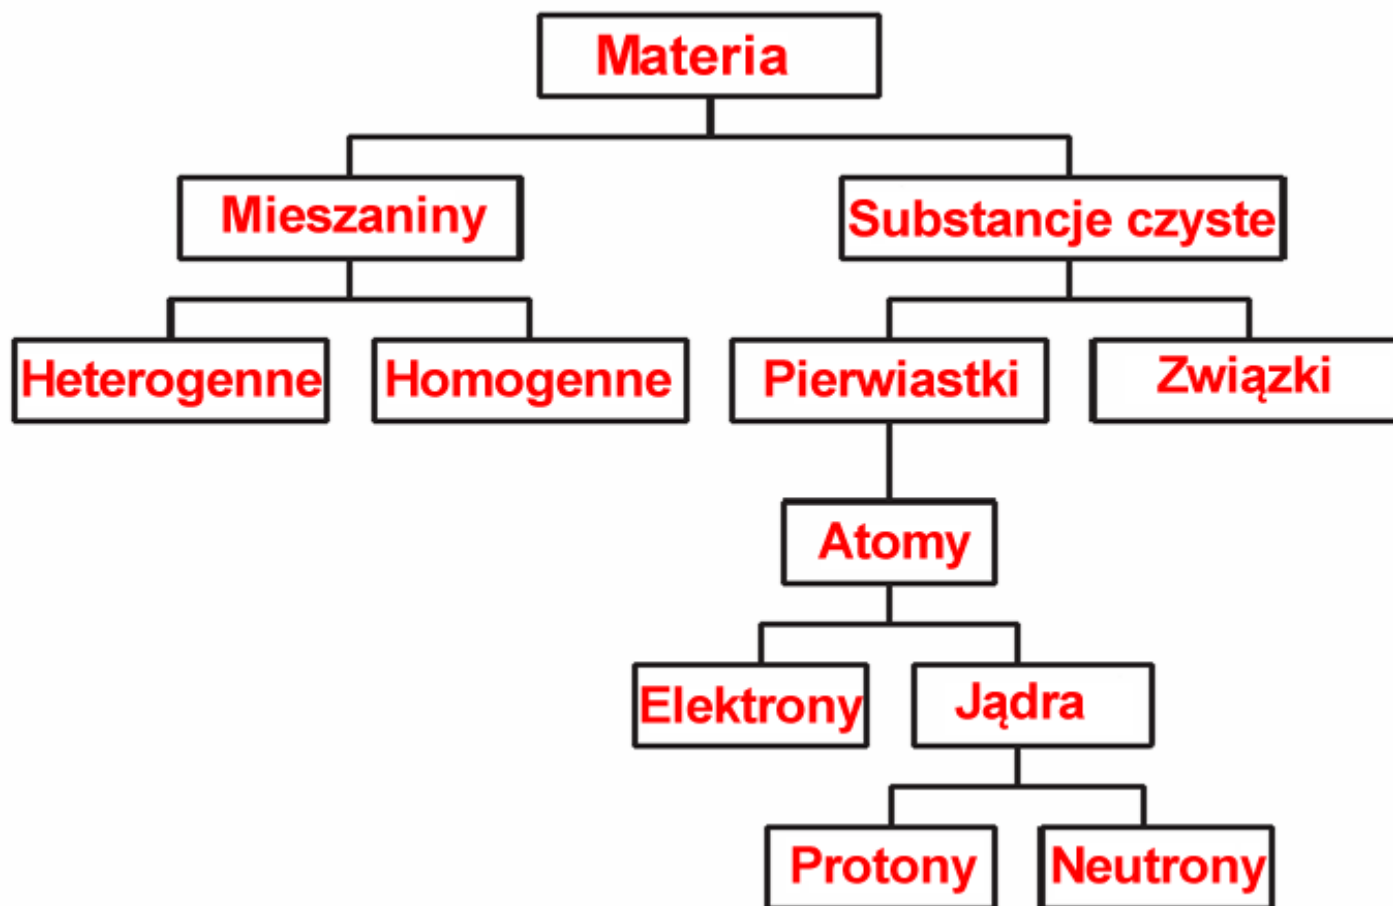 Materia
Mieszaniny
Substancje czyste
Heterogenne
Homogenne
Pierwiastki
Związki
Atomy
Elektrony
Jądra
Protony
Neutrony